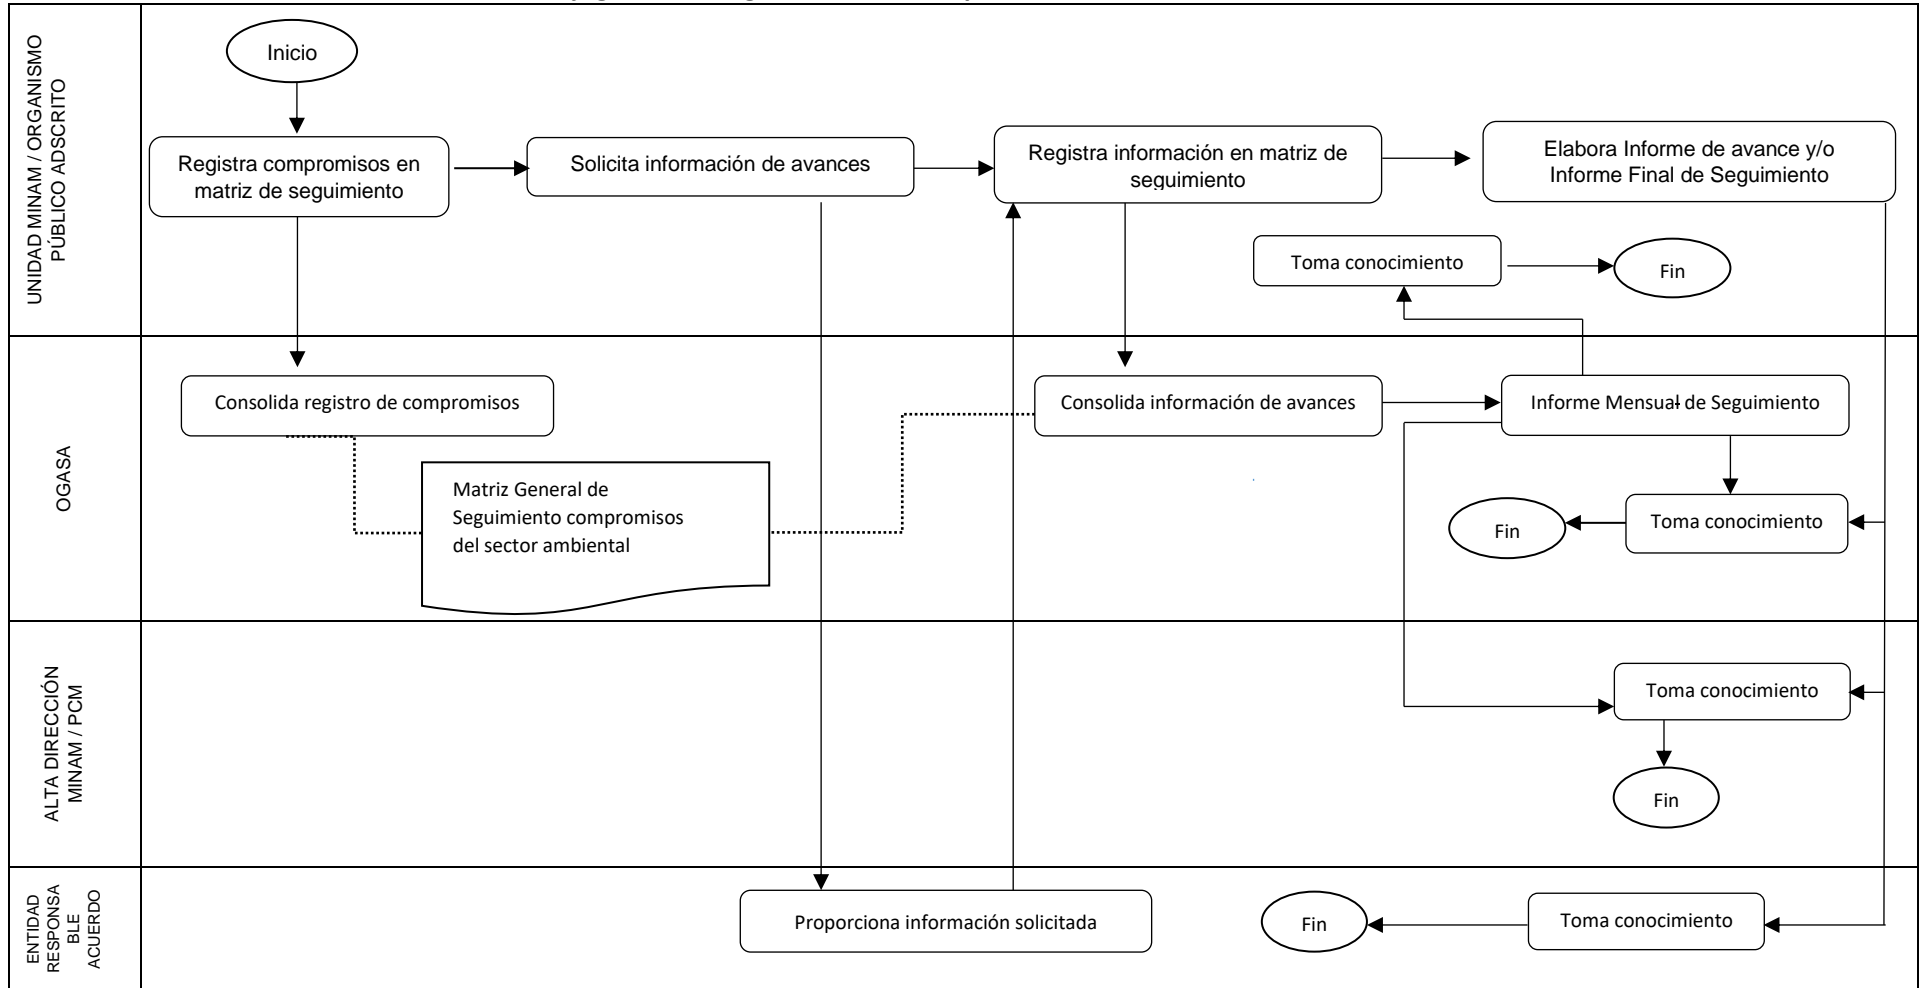 UNIDAD MINAM / ORGANISMO
PÚBLICO ADSCRITO
Inicio
Registra compromisos en
matriz de seguimiento
Solicita información de avances
Registra información en matriz de
seguimiento
Elabora Informe de avance y/o
Informe Final de Seguimiento
Toma conocimiento
Fin
OGASA
Consolida registro de compromisos
Consolida información de avances
Informe Mensual de Seguimiento
Matriz General de
Seguimiento compromisos
del sector ambiental
Fin
Toma conocimiento
ALTA DIRECCIÓN
MINAM / PCM
Toma conocimiento
Fin
ENTIDAD
RESPONSA
BLE
ACUERDO
Proporciona información solicitada
Fin
Toma conocimiento